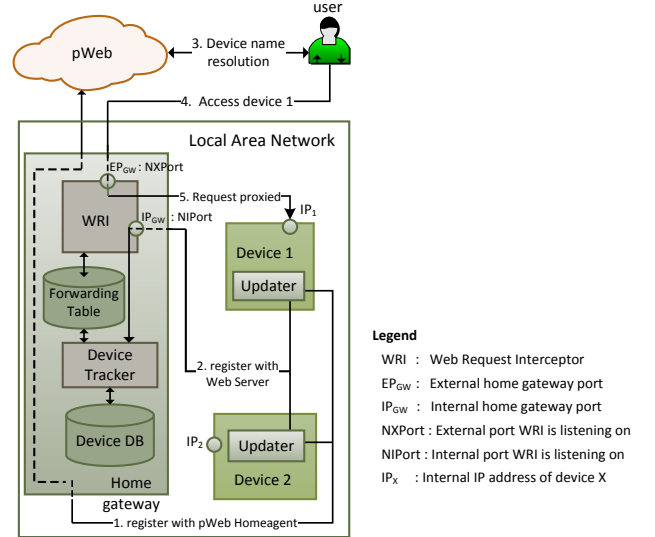 user
pWeb
3. Device name
resolution
4. Access device 1
Local Area Network
EPGW : NXPort
5. Request proxied
IP1
WRI
IPGW : NIPort
Device 1
Updater
Forwarding
Table
Device
Tracker
2. register with
Web Server
Device DB
IP2
Updater
Device 2
Home
gateway
1. register with pWeb Homeagent
Legend
WRI : Web Request Interceptor
EPGW : External home gateway port
IPGW : Internal home gateway port
NXPort : External port WRI is listening on
NIPort : Internal port WRI is listening on
IPX : Internal IP address of device X